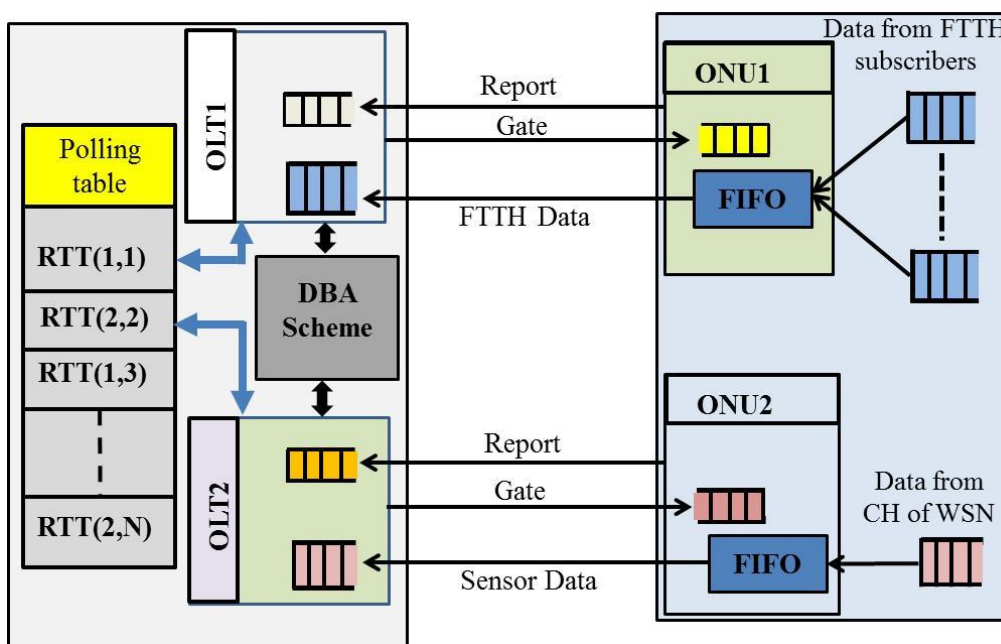 Polling
table
RTT(1,1)
RTT(2,2)
RTT(1,3)
RTT(2,N)
OLT1
DBA
Scheme
OLT2
Report
Gate
FTTH Data
Report
Gate
Sensor Data
ONU1
FIFO
Data from FTTH
subscribers
ONU2
FIFO
Data from
CH of WSN